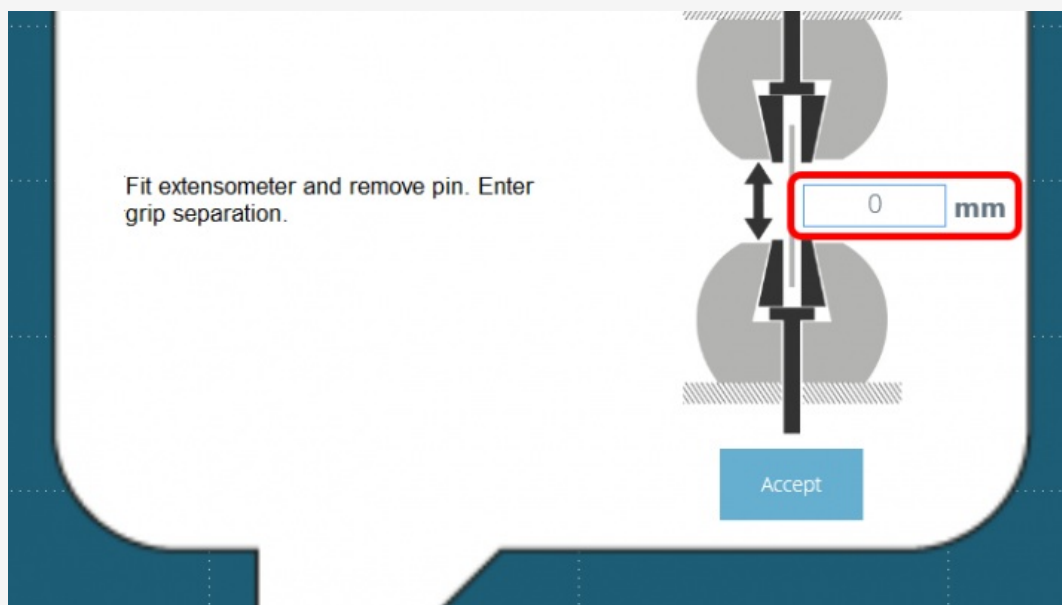 Fit extensometer and remove pin. Enter
grip separation.
0 mm
Accept